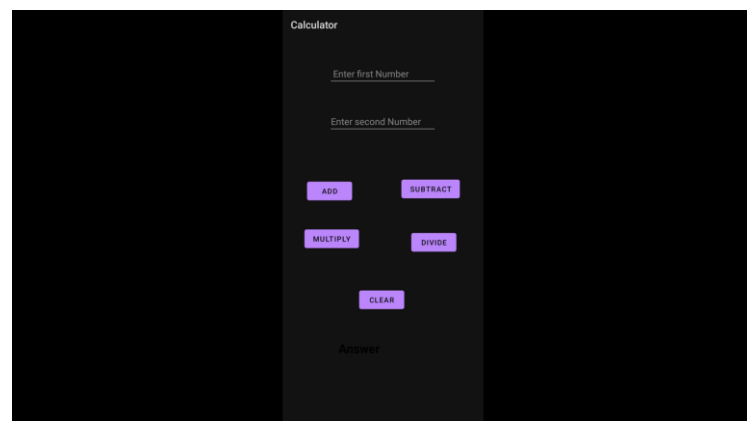 Calculator
Enter first Number
Enter second Number
ADD
SUBTRACT
MULTIPLY
DIVIDE
CLEAR
Answer